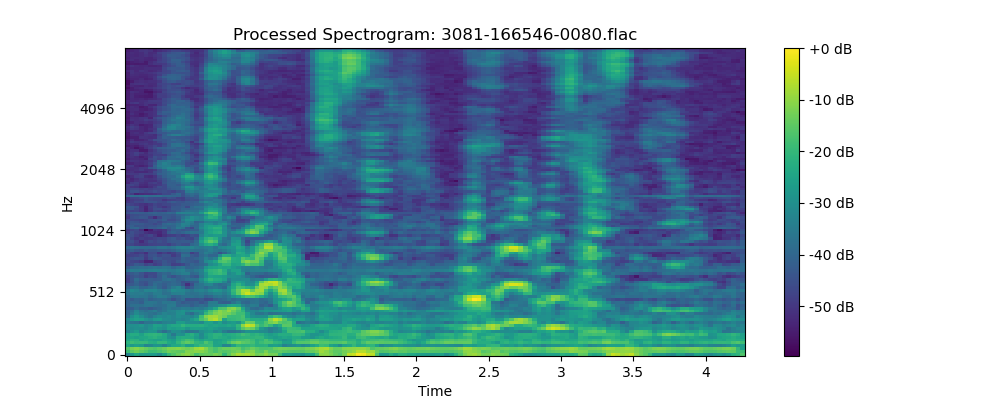 Processed Spectrogram: 3081-166546-0080.flac
+0 dB
-10 dB
-20 dB
-30 dB
-40 dB
-50 dB
4096
2048
1024
512
0
Hz
0
0.5
1
1.5
2
2.5
3
3.5
4
Time